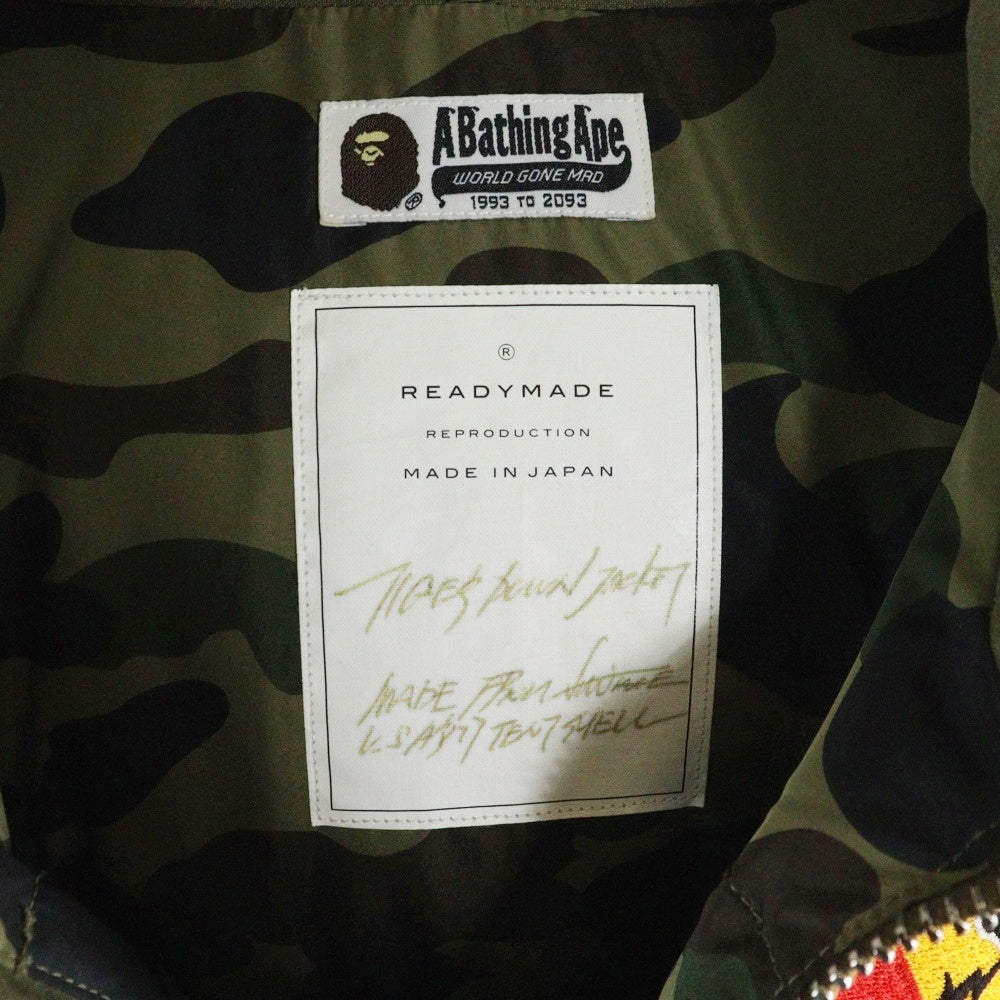 A Bathing Ape
WORLD GONE MAD
1993 TO 2093
®
READYMADE
REPRODUCTION
MADE IN JAPAN
TIGER DOWN JACKET
MADE FROM
U.S ARMY TENT SHELL